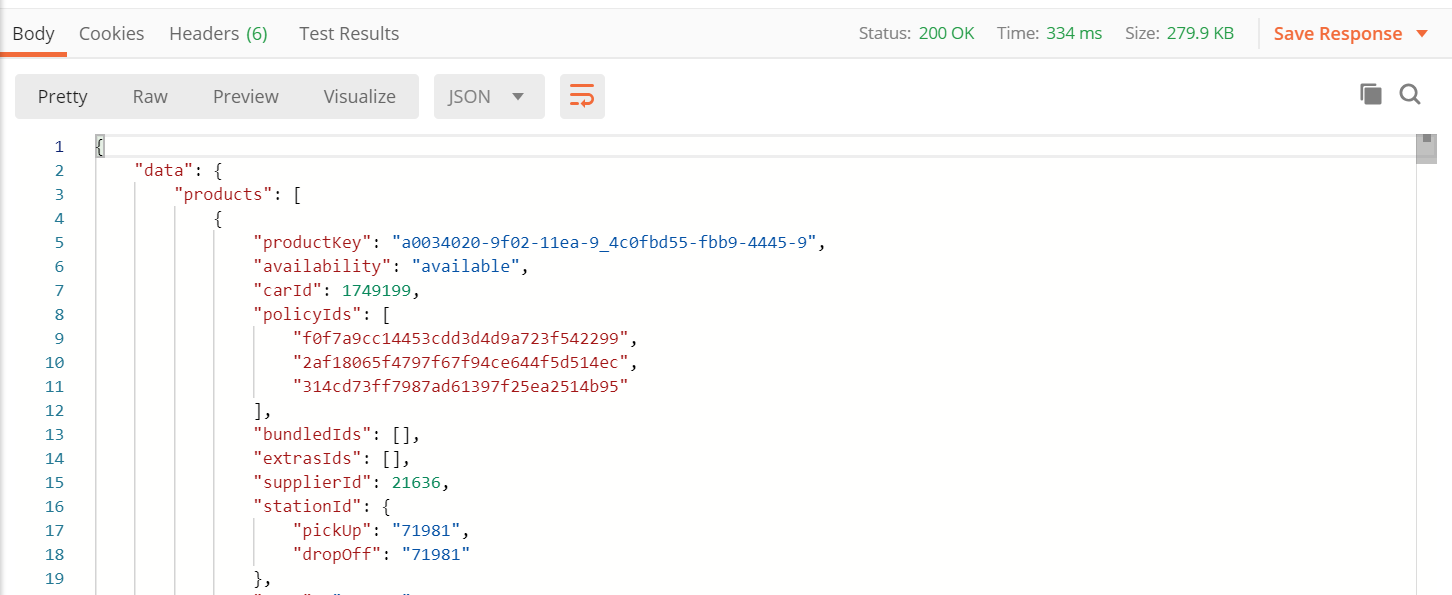 Body Cookies Headers (6) Test Results Status: 200 OK Time: 334 ms Size: 279.9 KB Save Response
Pretty Raw Preview Visualize JSON
1 {
2 "data": {
3 "products": [
4 {
5 "productKey": "a0034020-9f02-11ea-9_4c0fbd55-fbb9-4445-9",
6 "availability": "available",
7 "carId": 1749199,
8 "policyIds": [
9 "f0f7a9cc14453cdd3d4d9a723f542299",
10 "2af18065f4797f67f94ce644f5d514ec",
11 "314cd73ff7987ad61397f25ea2514b95"
12 ],
13 "bundledIds": [],
14 "extrasIds": [],
15 "supplierId": 21636,
16 "stationId": {
17 "pickUp": "71981",
18 "dropOff": "71981"
19 },